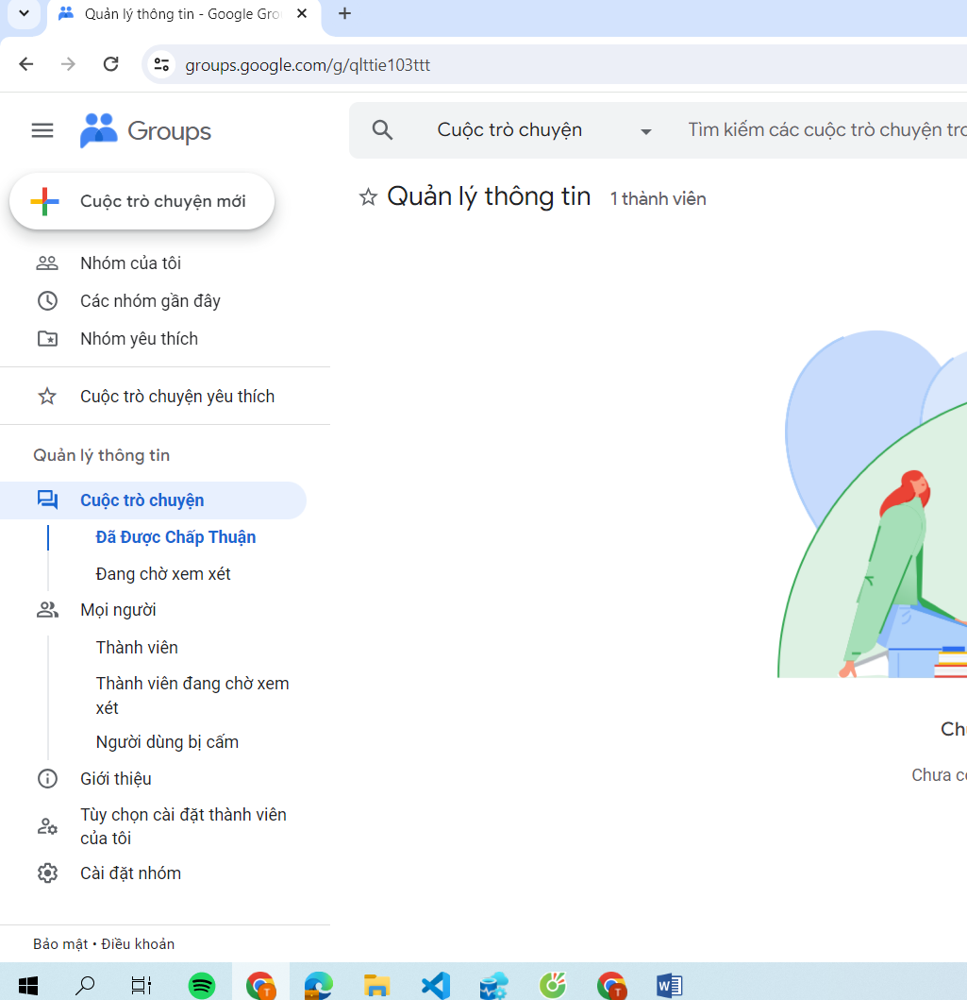 Quản lý thông tin - Google Gro
groups.google.com/g/qlttie103ttt
Groups
Cuộc trò chuyện
Tìm kiếm các cuộc trò chuyện tro
Cuộc trò chuyện mới
Quản lý thông tin
1 thành viên
Nhóm của tôi
Các nhóm gần đây
Nhóm yêu thích
Cuộc trò chuyện yêu thích
Quản lý thông tin
Cuộc trò chuyện
Đã Được Chấp Thuận
Đang chờ xem xét
Mọi người
Thành viên
Thành viên đang chờ xem
xét
Người dùng bị cấm
Chư
Chưa có
Giới thiệu
Tùy chọn cài đặt thành viên
của tôi
Cài đặt nhóm
Bảo mật • Điều khoản